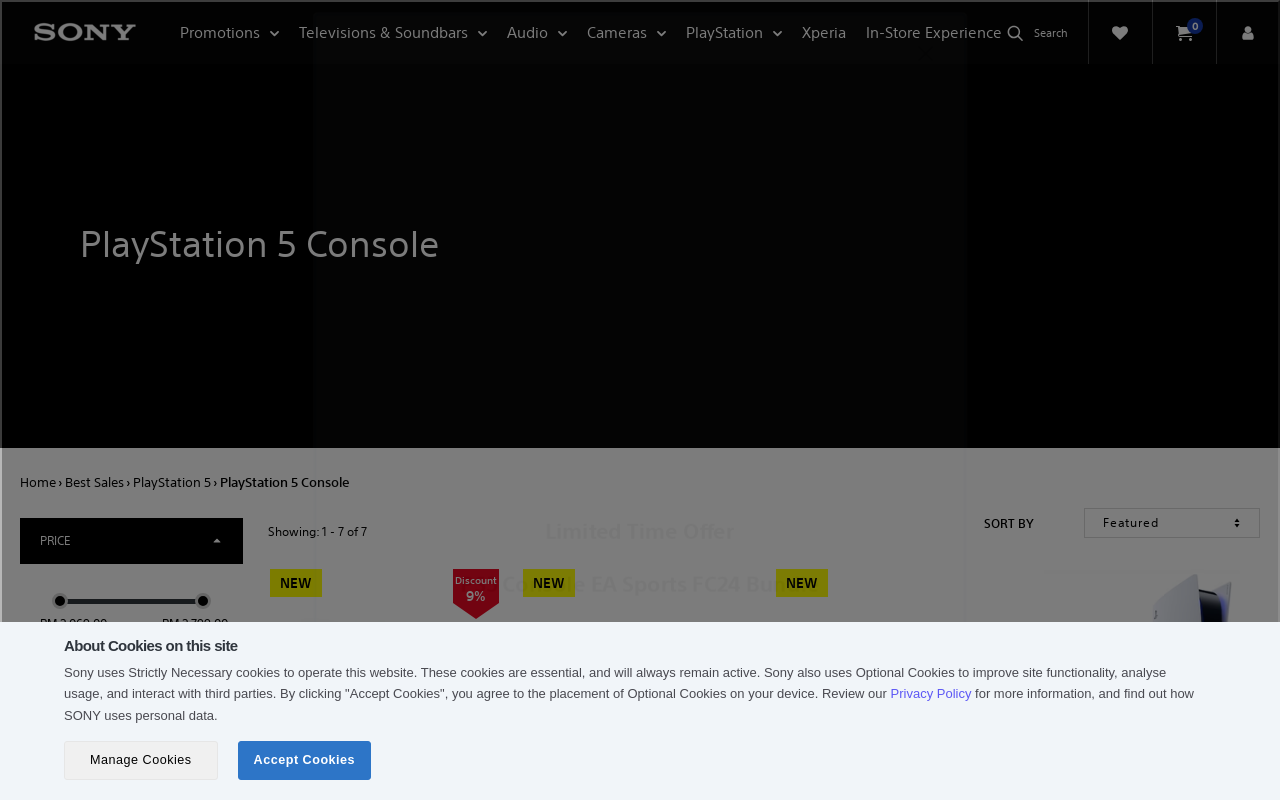 SONY
Promotions
Televisions & Soundbars
Audio
Cameras
PlayStation
Xperia
In-Store Experience
Search
0
PlayStation 5 Console
Home › Best Sales › PlayStation 5 › PlayStation 5 Console
PRICE
Showing: 1 - 7 of 7
SORT BY
Featured
Limited Time Offer
Console EA Sports FC24 Bun
NEW
Discount
9%
NEW
NEW
About Cookies on this site
Sony uses Strictly Necessary cookies to operate this website. These cookies are essential, and will always remain active. Sony also uses Optional Cookies to improve site functionality, analyse
usage, and interact with third parties. By clicking "Accept Cookies", you agree to the placement of Optional Cookies on your device. Review our Privacy Policy for more information, and find out how
SONY uses personal data.
Manage Cookies
Accept Cookies